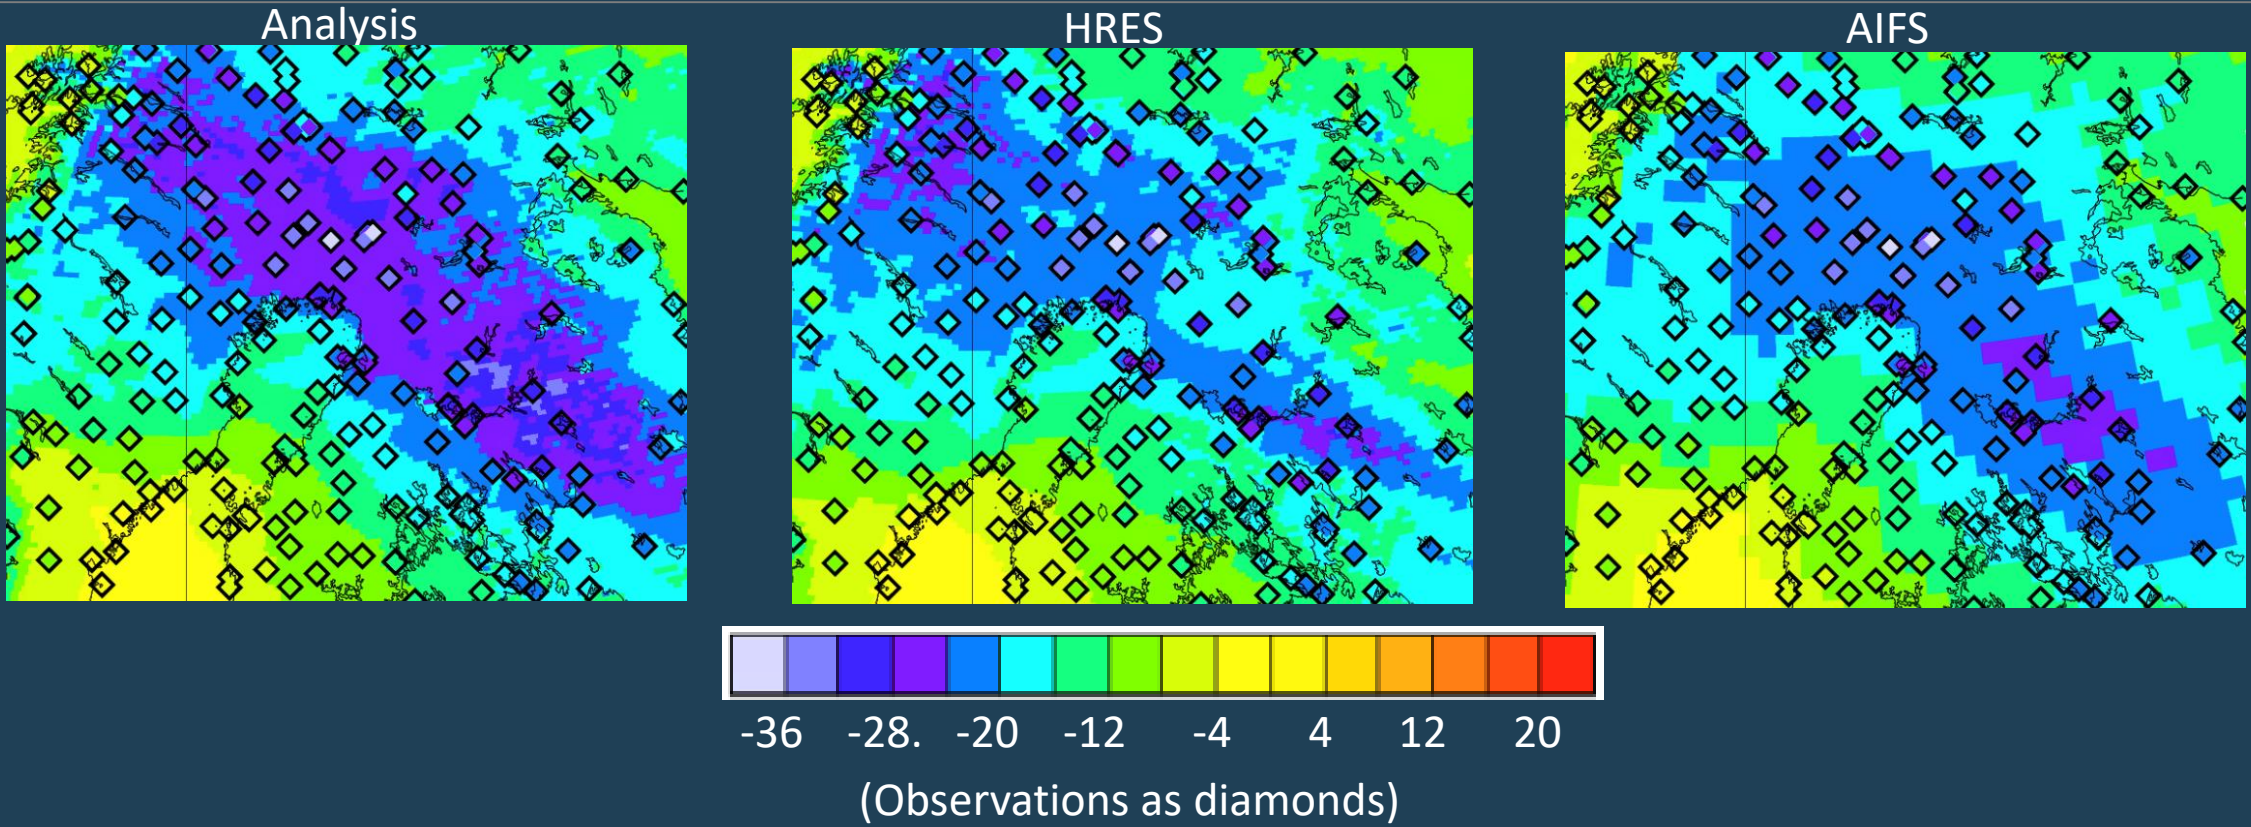 Analysis HRES AIFS
-36 -28. -20 -12 -4 4 12 20
(Observations as diamonds)